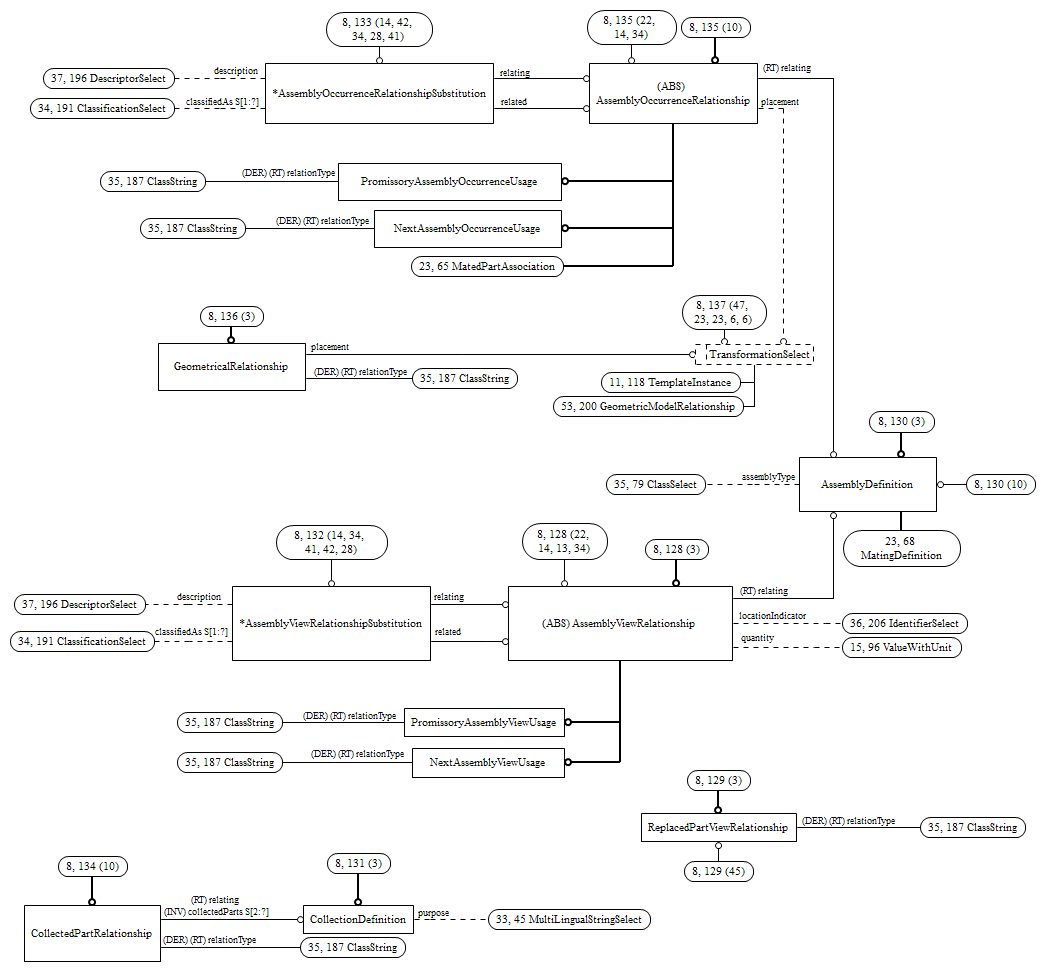 8, 133 (14, 42,
34, 28, 41)
8, 135 (22,
14, 34)
8, 135 (10)
37, 196 DescriptorSelect
description
34, 191 ClassificationSelect
classifiedAs S[1:?]
*AssemblyOccurrenceRelationshipSubstitution
relating
related
(ABS)
AssemblyOccurrenceRelationship
(RT) relating
placement
35, 187 ClassString
(DER) (RT) relationType
PromissoryAssemblyOccurrenceUsage
35, 187 ClassString
(DER) (RT) relationType
NextAssemblyOccurrenceUsage
23, 65 MatedPartAssociation
8, 136 (3)
8, 137 (47,
23, 23, 6, 6)
GeometricalRelationship
placement
TransformationSelect
(DER) (RT) relationType
35, 187 ClassString
11, 118 TemplateInstance
53, 200 GeometricModelRelationship
8, 130 (3)
35, 79 ClassSelect
assemblyType
AssemblyDefinition
8, 130 (10)
23, 68
MatingDefinition
8, 132 (14, 34,
41, 42, 28)
8, 128 (22,
14, 13, 34)
8, 128 (3)
37, 196 DescriptorSelect
description
34, 191 ClassificationSelect
classifiedAs S[1:?]
*AssemblyViewRelationshipSubstitution
relating
related
(ABS) AssemblyViewRelationship
(RT) relating
locationIndicator
36, 206 IdentifierSelect
quantity
15, 96 ValueWithUnit
35, 187 ClassString
(DER) (RT) relationType
PromissoryAssemblyViewUsage
35, 187 ClassString
(DER) (RT) relationType
NextAssemblyViewUsage
8, 129 (3)
ReplacedPartViewRelationship
(DER) (RT) relationType
35, 187 ClassString
8, 129 (45)
8, 134 (10)
8, 131 (3)
CollectedPartRelationship
(RT) relating
(INV) collectedParts S[2:?]
CollectionDefinition
purpose
33, 45 MultiLingualStringSelect
(DER) (RT) relationType
35, 187 ClassString